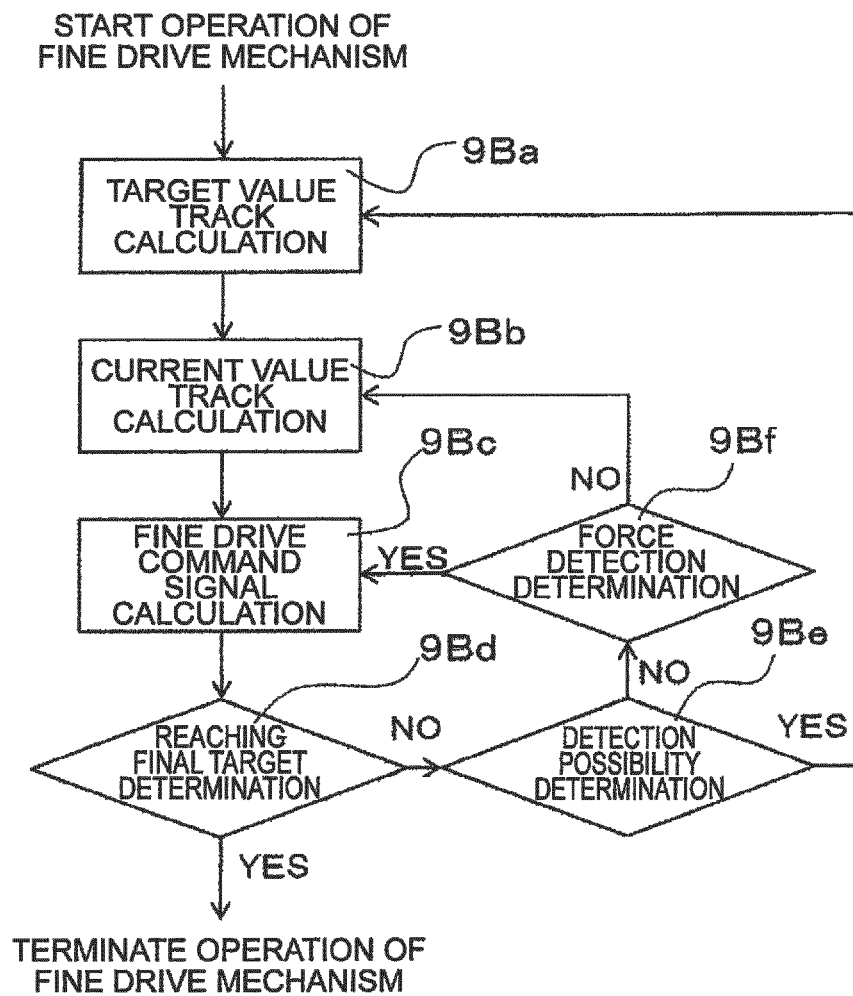 START OPERATION OF
FINE DRIVE MECHANISM
9Ba
TARGET VALUE
TRACK
CALCULATION
9Bb
CURRENT VALUE
TRACK
CALCULATION
9Bc
9Bf
NO
FINE DRIVE
COMMAND
SIGNAL
CALCULATION
YES
FORCE
DETECTION
DETERMINATION
9Bd
9Be
NO
REACHING
FINAL TARGET
DETERMINATION
NO
DETECTION
POSSIBILITY
DETERMINATION
YES
YES
TERMINATE OPERATION OF
FINE DRIVE MECHANISM